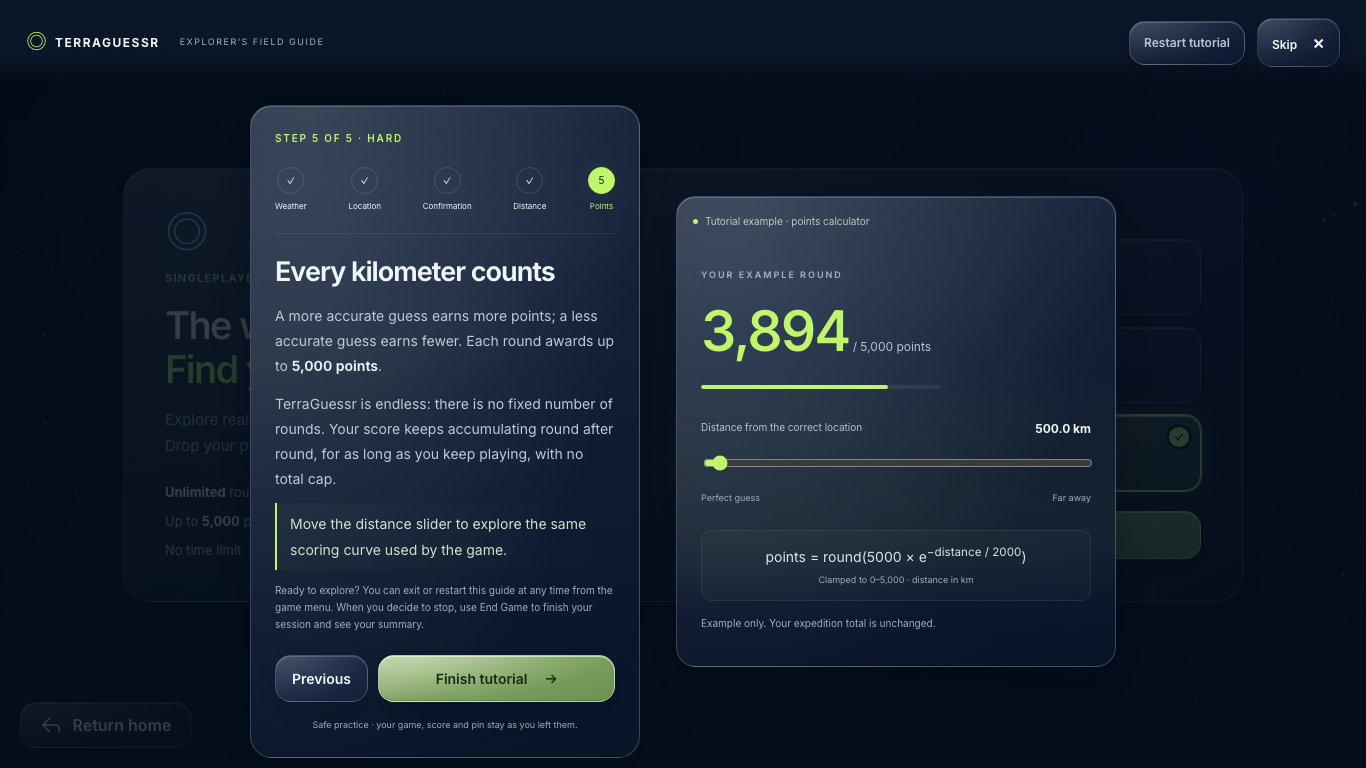 TERRAGUESSR
EXPLORER'S FIELD GUIDE
Restart tutorial
Skip ✕
STEP 5 OF 5 · HARD
5
Weather
Location
Confirmation
Distance
Points
Every kilometer counts
A more accurate guess earns more points; a less
accurate guess earns fewer. Each round awards up
to 5,000 points.
TerraGuessr is endless: there is no fixed number of
rounds. Your score keeps accumulating round after
round, for as long as you keep playing, with no
total cap.
Move the distance slider to explore the same
scoring curve used by the game.
Ready to explore? You can exit or restart this guide at any time from the
game menu. When you decide to stop, use End Game to finish your
session and see your summary.
Previous
Finish tutorial →
Safe practice · your game, score and pin stay as you left them.
Tutorial example · points calculator
YOUR EXAMPLE ROUND
3,894 / 5,000 points
Distance from the correct location
500.0 km
Perfect guess
Far away
points = round(5000 × e−distance / 2000)
Clamped to 0–5,000 · distance in km
Example only. Your expedition total is unchanged.
SINGLEPLAYE
The w
Find
Explore real
Drop your p
Unlimited rou
Up to 5,000 p
No time limit
Return home